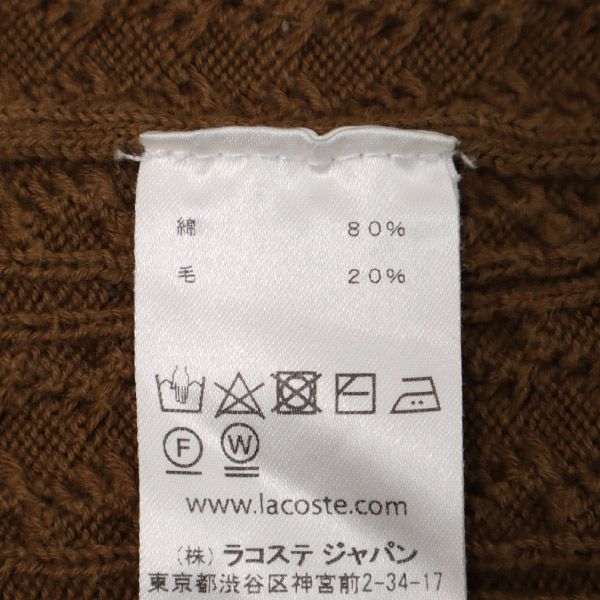 綿 80%
毛 20%
F W
www.lacoste.com
(株) ラコステ ジャパン
東京都渋谷区神宮前2-34-17